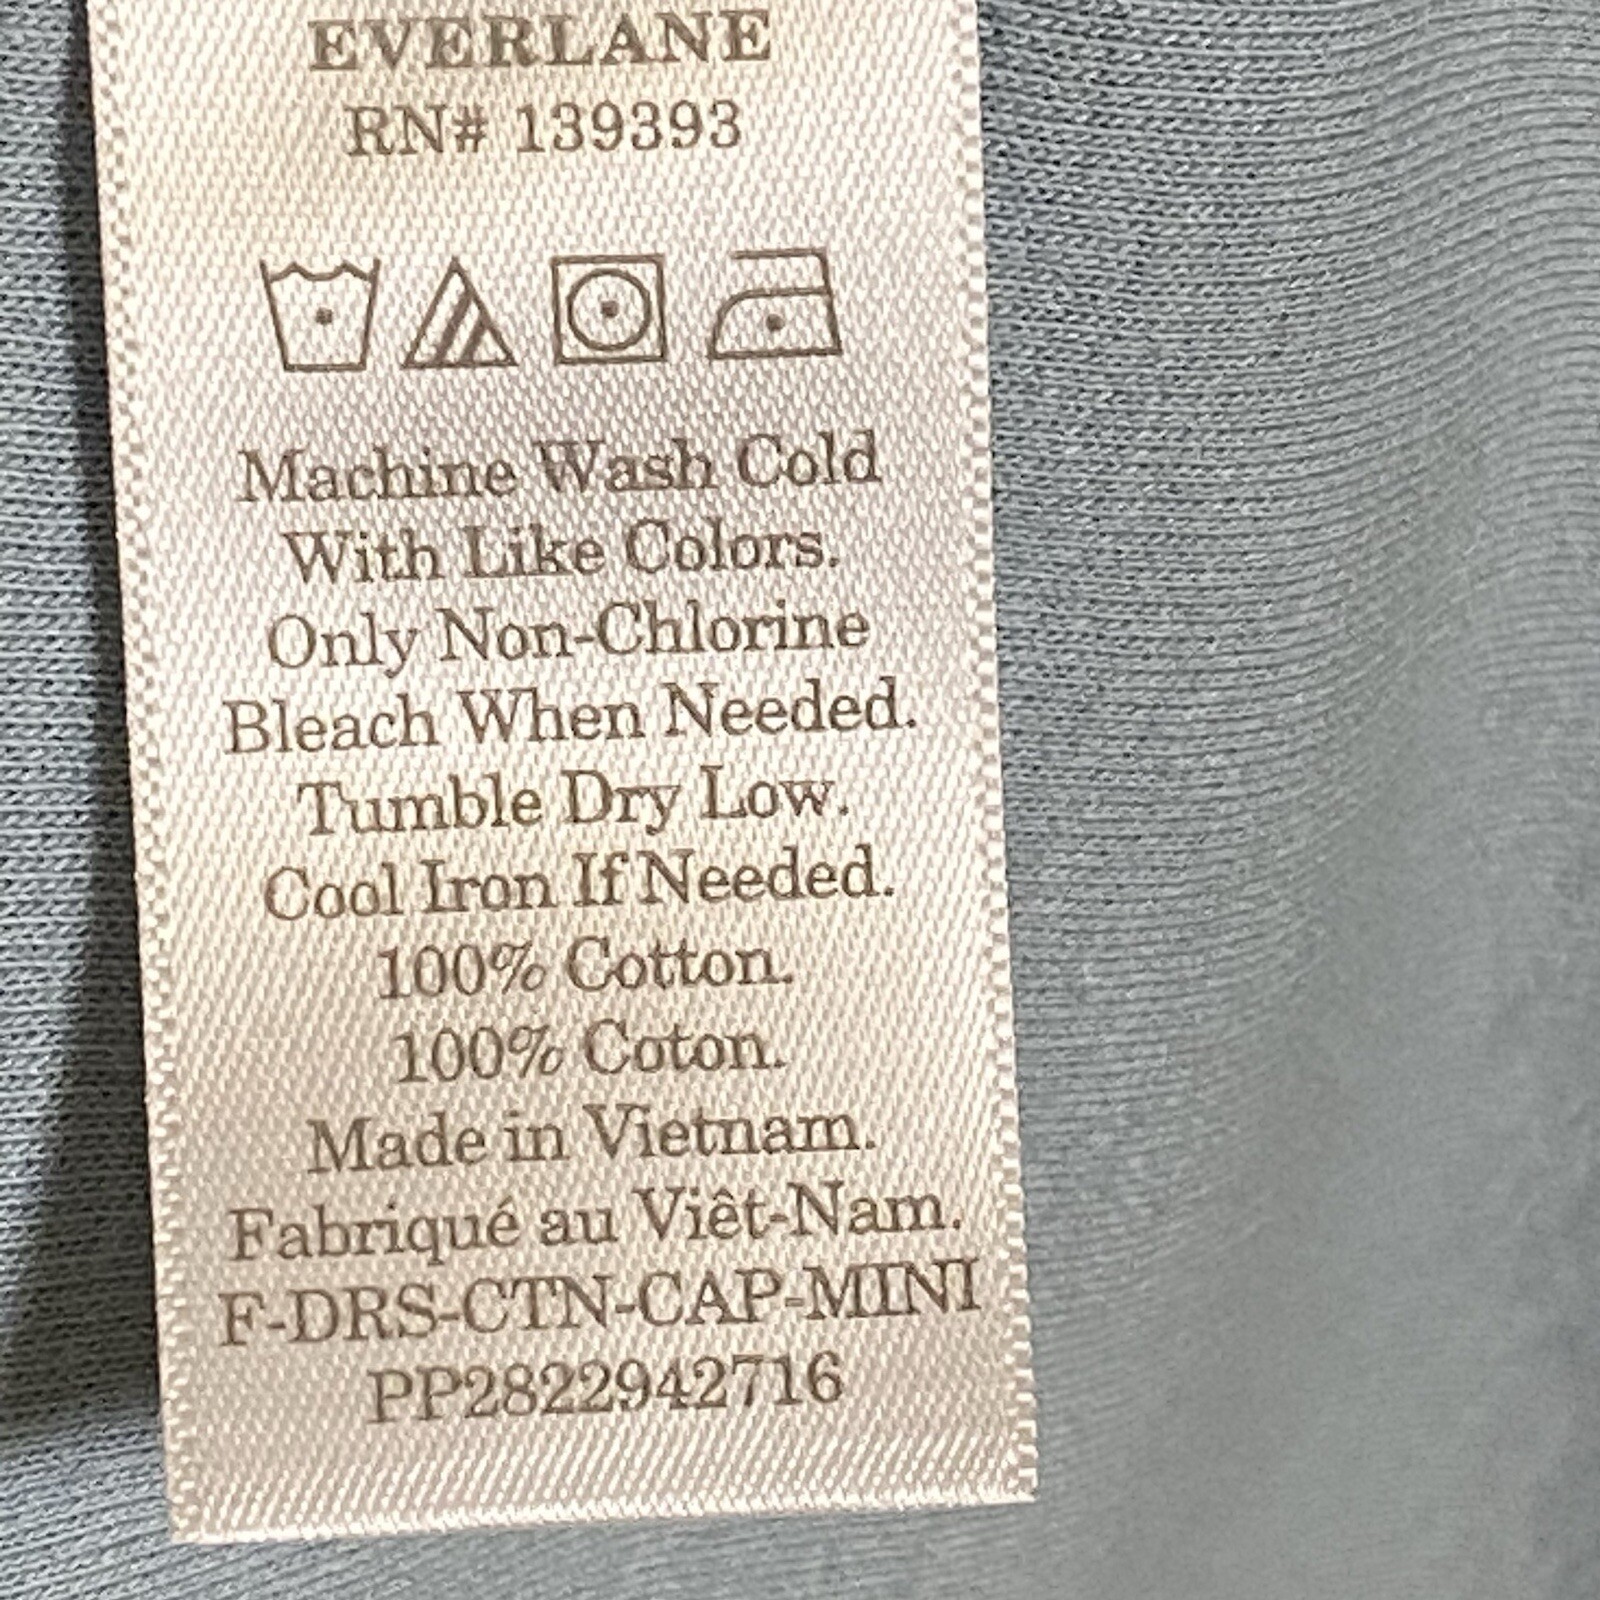 EVERLANE
RN# 139393
Machine Wash Cold
With Like Colors.
Only Non-Chlorine
Bleach When Needed.
Tumble Dry Low.
Cool Iron If Needed.
100% Cotton.
100% Coton.
Made in Vietnam.
Fabriqué au Viêt-Nam.
F-DRS-CTN-CAP-MINI
PP2822942716